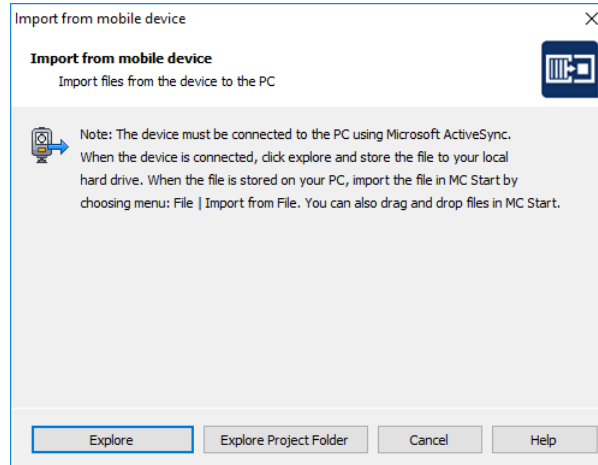 Import from mobile device
Import from mobile device
Import files from the device to the PC
Note: The device must be connected to the PC using Microsoft ActiveSync.
When the device is connected, click explore and store the file to your local
hard drive. When the file is stored on your PC, import the file in MC Start by
choosing menu: File | Import from File. You can also drag and drop files in MC Start.
Explore
Explore Project Folder
Cancel
Help